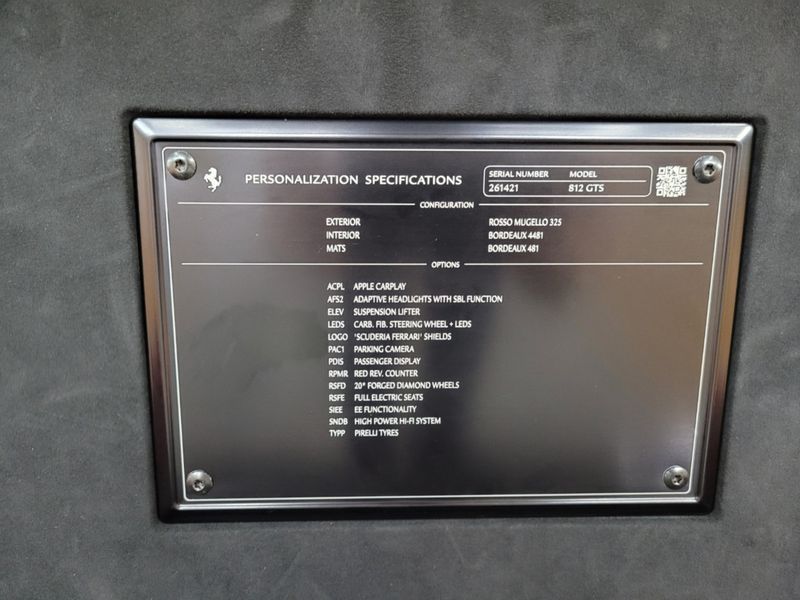 PERSONALIZATION SPECIFICATIONS
SERIAL NUMBER MODEL
261421 812 GTS
CONFIGURATION
EXTERIOR ROSSO MUGELLO 325
INTERIOR BORDEAUX 4481
MATS BORDEAUX 481
OPTIONS
ACPL APPLE CARPLAY
AFS2 ADAPTIVE HEADLIGHTS WITH SBL FUNCTION
ELEV SUSPENSION LIFTER
LEDS CARB. FIB. STEERING WHEEL + LEDS
LOGO 'SCUDERIA FERRARI' SHIELDS
PAC1 PARKING CAMERA
PDIS PASSENGER DISPLAY
RPMR RED REV. COUNTER
RSFD 20" FORGED DIAMOND WHEELS
RSFE FULL ELECTRIC SEATS
SIEE EE FUNCTIONALITY
SNDB HIGH POWER HI-FI SYSTEM
TYPP PIRELLI TYRES